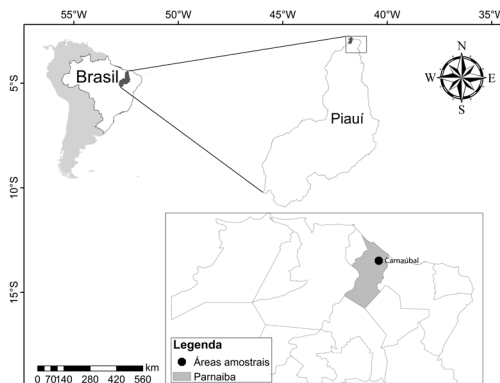 55°W 50°W 45°W 40°W 35°W
N
W E
S
Brasil
5°S
Piauí
10°S
15°S
Carnaúbal
Legenda
Áreas amostrais
Parnaiba
km
0 70140 280 420 560